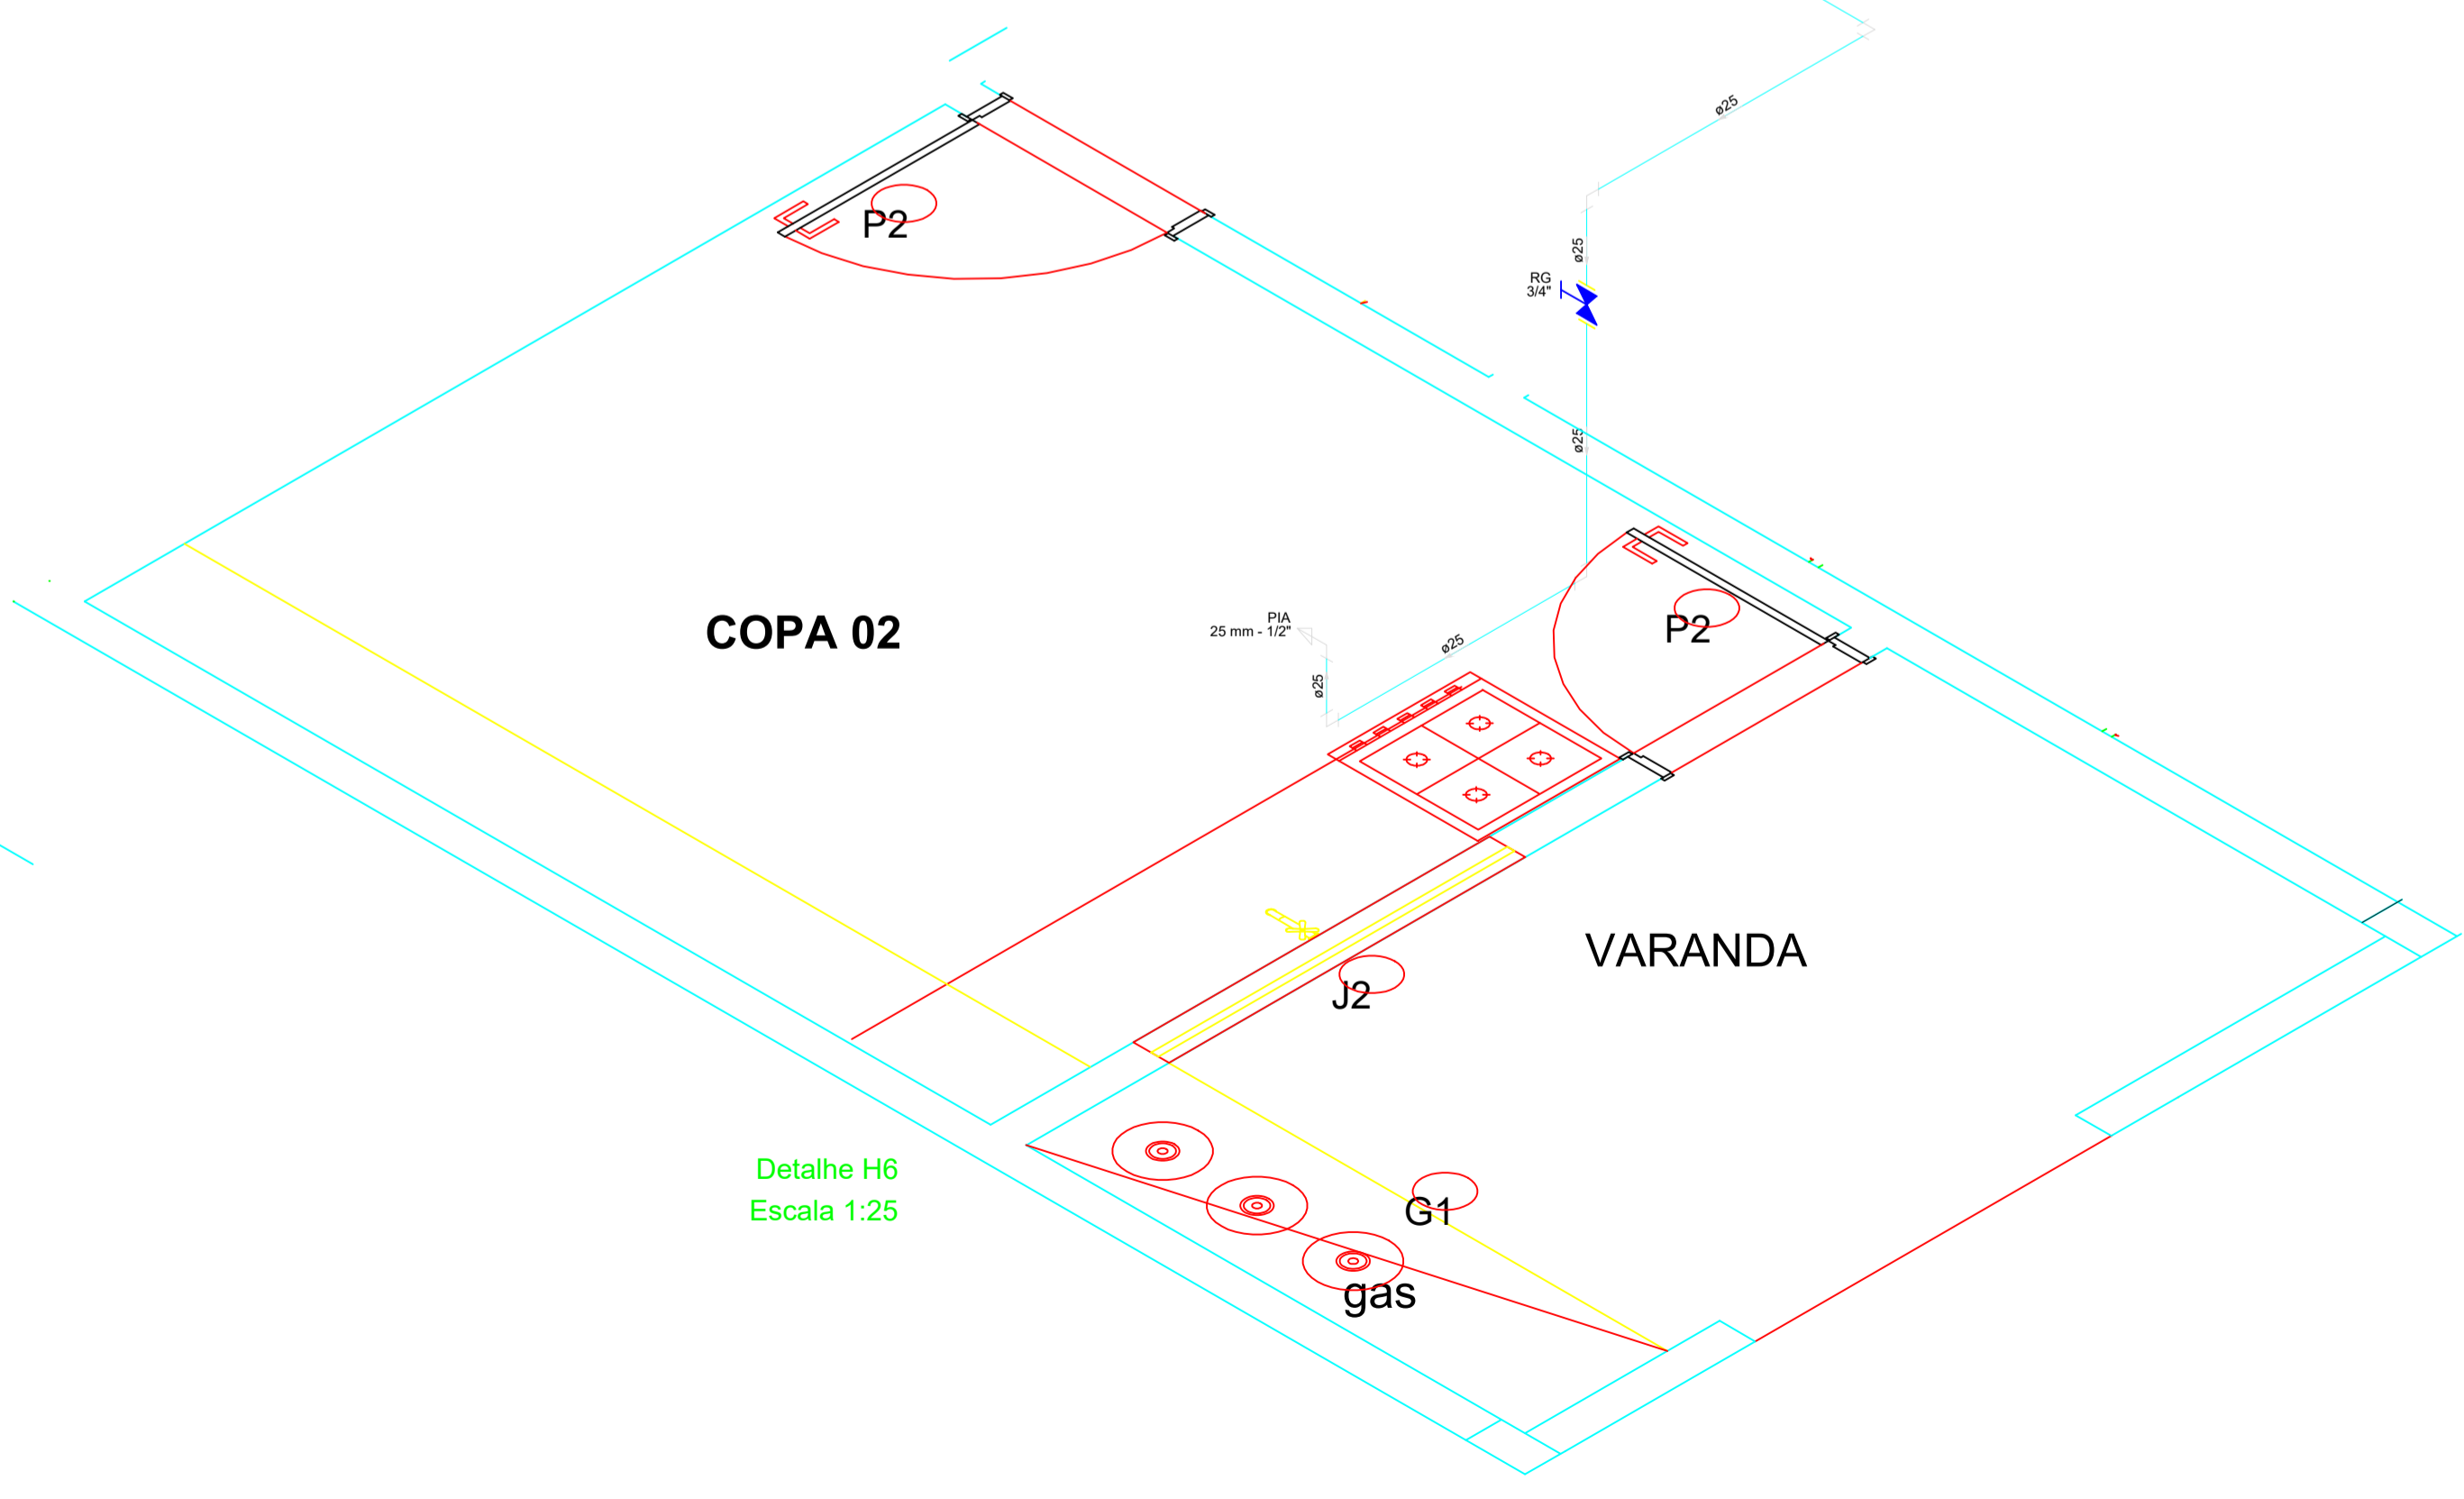 ø25
P2
ø25
RG
3/4"
ø25
PIA
25 mm - 1/2"
ø25
ø25
P2
COPA 02
VARANDA
J2
Detalhe H6
Escala 1:25
G1
gas